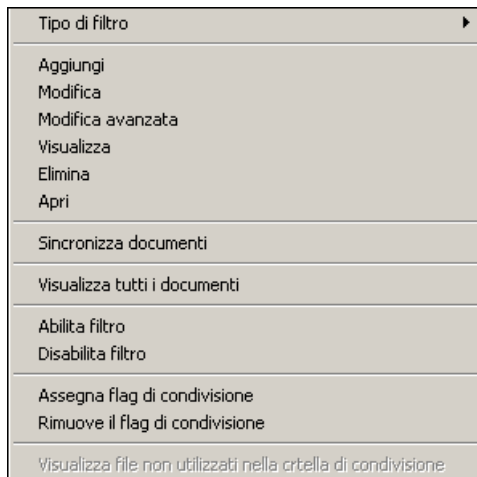 Tipo di filtro
Aggiungi
Modifica
Modifica avanzata
Visualizza
Elimina
Apri
Sincronizza documenti
Visualizza tutti i documenti
Abilita filtro
Disabilita filtro
Assegna flag di condivisione
Rimuove il flag di condivisione
Visualizza file non utilizzati nella crtella di condivisione